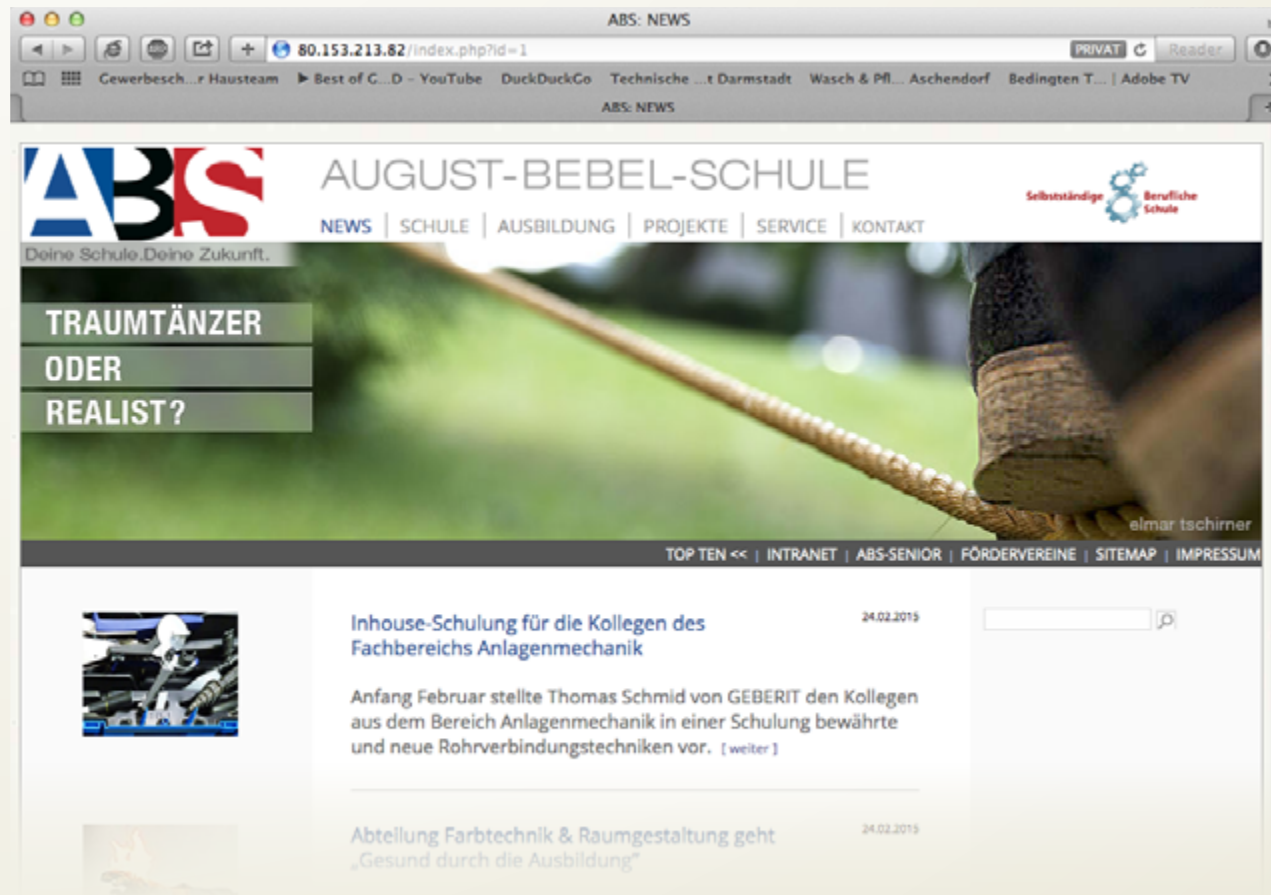 ABS: NEWS
80.153.213.82/index.php?id=1
PRIVAT
Reader
Gewerbesch...r Hausteam
Best of G...D – YouTube
DuckDuckGo
Technische ...t Darmstadt
Wasch & Pfl... Aschendorf
Bedingten T... | Adobe TV
ABS: NEWS
ABS
AUGUST-BEBEL-SCHULE
Selbstständige Berufliche
Schule
NEWS | SCHULE | AUSBILDUNG | PROJEKTE | SERVICE | KONTAKT
Deine Schule.Deine Zukunft.
TRAUMTÄNZER
ODER
REALIST?
elmar tschirner
TOP TEN << | INTRANET | ABS-SENIOR | FÖRDERVEREINE | SITEMAP | IMPRESSUM
Inhouse-Schulung für die Kollegen des 24.02.2015
Fachbereichs Anlagenmechanik
Anfang Februar stellte Thomas Schmid von GEBERIT den Kollegen
aus dem Bereich Anlagenmechanik in einer Schulung bewährte
und neue Rohrverbindungstechniken vor. [ weiter ]
Abteilung Farbtechnik & Raumgestaltung geht 24.02.2015
„Gesund durch die Ausbildung”